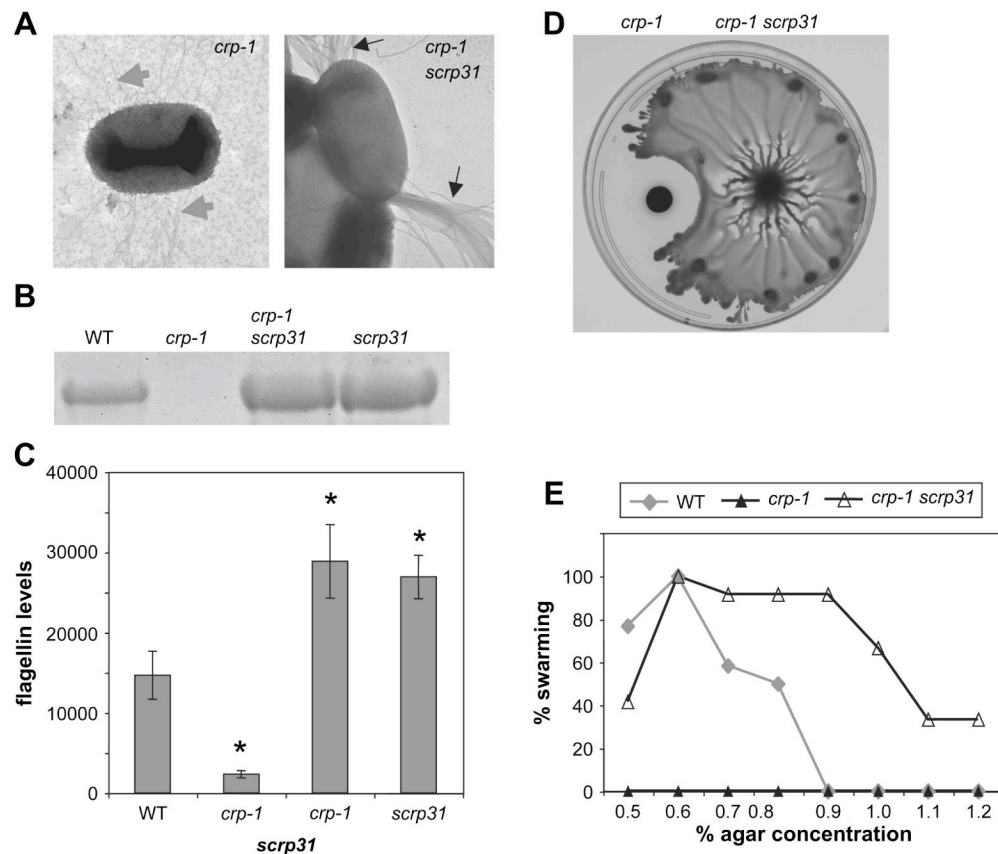 A
crp-1
crp-1
scrp31
B
WT
crp-1
crp-1
scrp31
scrp31
C
flagellin levels
40000
30000
20000
10000
0
*
*
*
WT
crp-1
crp-1
scrp31
scrp31
D
crp-1
crp-1 scrp31
E
WT
crp-1
crp-1 scrp31
% swarming
100
80
60
40
20
0
0.5 0.6 0.7 0.8 0.9 1.0 1.1 1.2
% agar concentration